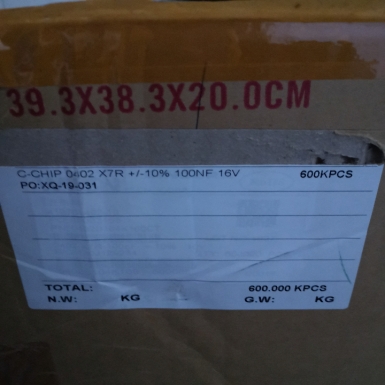 39.3X38.3X20.0CM
C-CHIP 0402 X7R +/-10% 100NF 16V 600KPCS
PO:XQ-19-031
TOTAL: 600.000 KPCS
N.W: KG G.W: KG